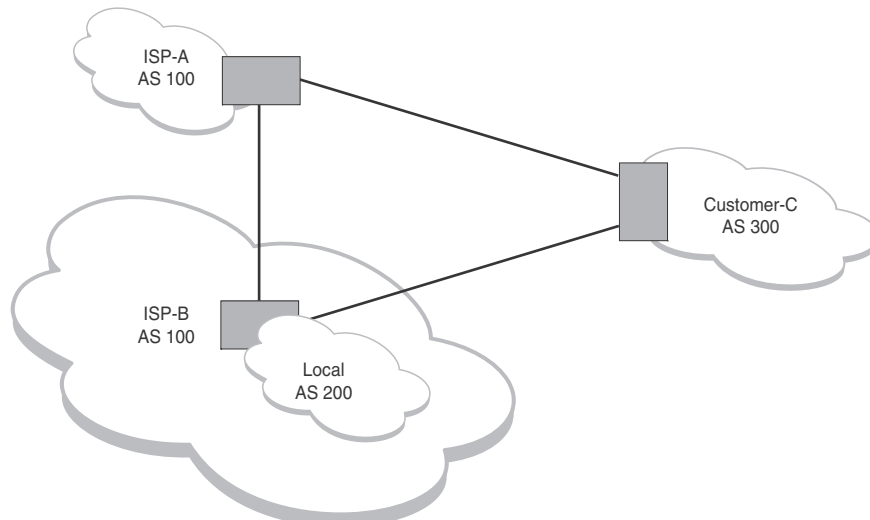 ISP-A
AS 100
Customer-C
AS 300
ISP-B
AS 100
Local
AS 200